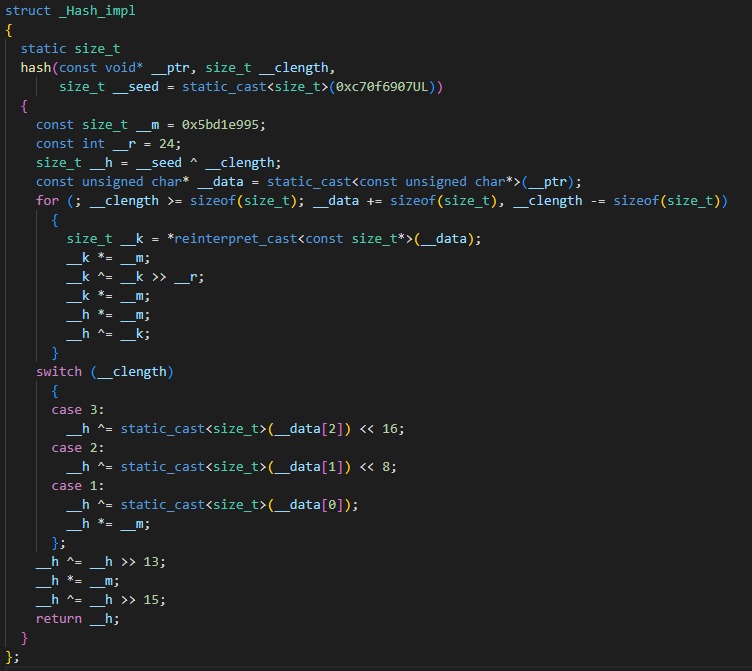 struct _Hash_impl
{
  static size_t
  hash(const void* __ptr, size_t __clength,
       size_t __seed = static_cast<size_t>(0xc70f6907UL))
  {
    const size_t __m = 0x5bd1e995;
    const int __r = 24;
    size_t __h = __seed ^ __clength;
    const unsigned char* __data = static_cast<const unsigned char*>(__ptr);
    for (; __clength >= sizeof(size_t); __data += sizeof(size_t), __clength -= sizeof(size_t))
      {
        size_t __k = *reinterpret_cast<const size_t*>(__data);
        __k *= __m;
        __k ^= __k >> __r;
        __k *= __m;
        __h *= __m;
        __h ^= __k;
      }
    switch (__clength)
      {
      case 3:
        __h ^= static_cast<size_t>(__data[2]) << 16;
      case 2:
        __h ^= static_cast<size_t>(__data[1]) << 8;
      case 1:
        __h ^= static_cast<size_t>(__data[0]);
        __h *= __m;
      };
    __h ^= __h >> 13;
    __h *= __m;
    __h ^= __h >> 15;
    return __h;
  }
};